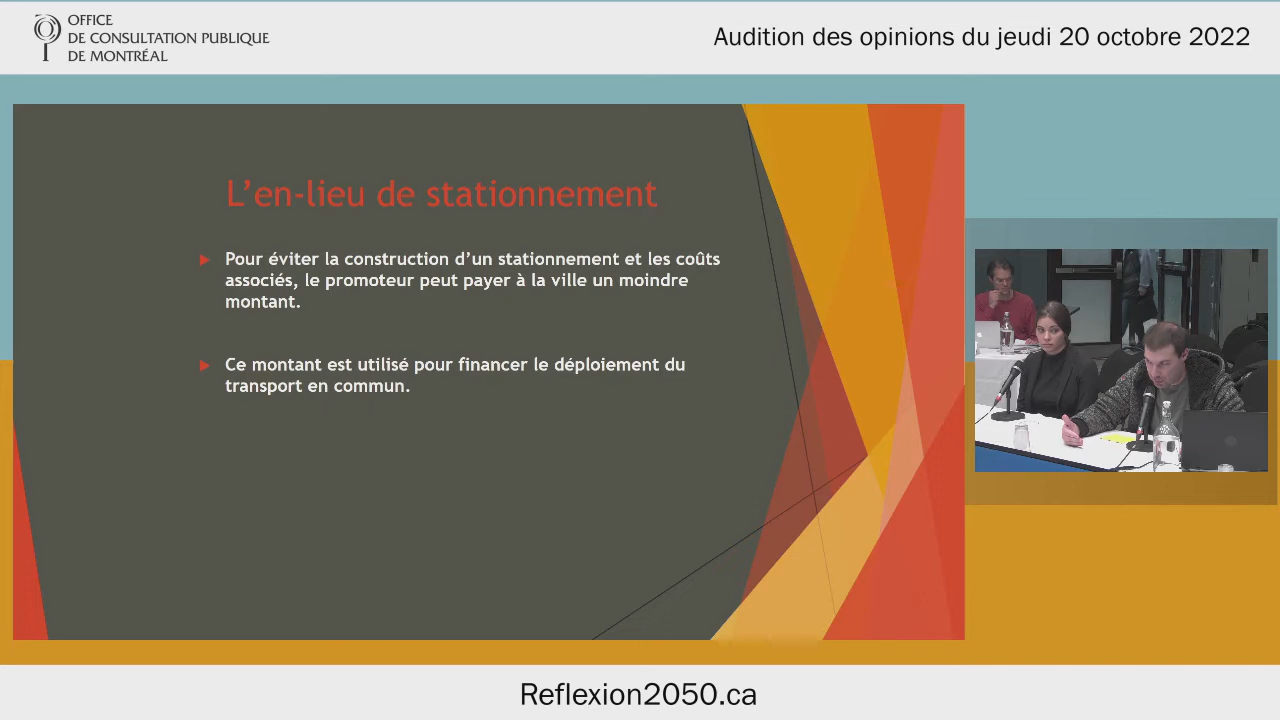 OFFICE
DE CONSULTATION PUBLIQUE
DE MONTRÉAL
Audition des opinions du jeudi 20 octobre 2022
L'en-lieu de stationnement
Pour éviter la construction d'un stationnement et les coûts
associés, le promoteur peut payer à la ville un moindre
montant.
Ce montant est utilisé pour financer le déploiement du
transport en commun.
Reflexion2050.ca